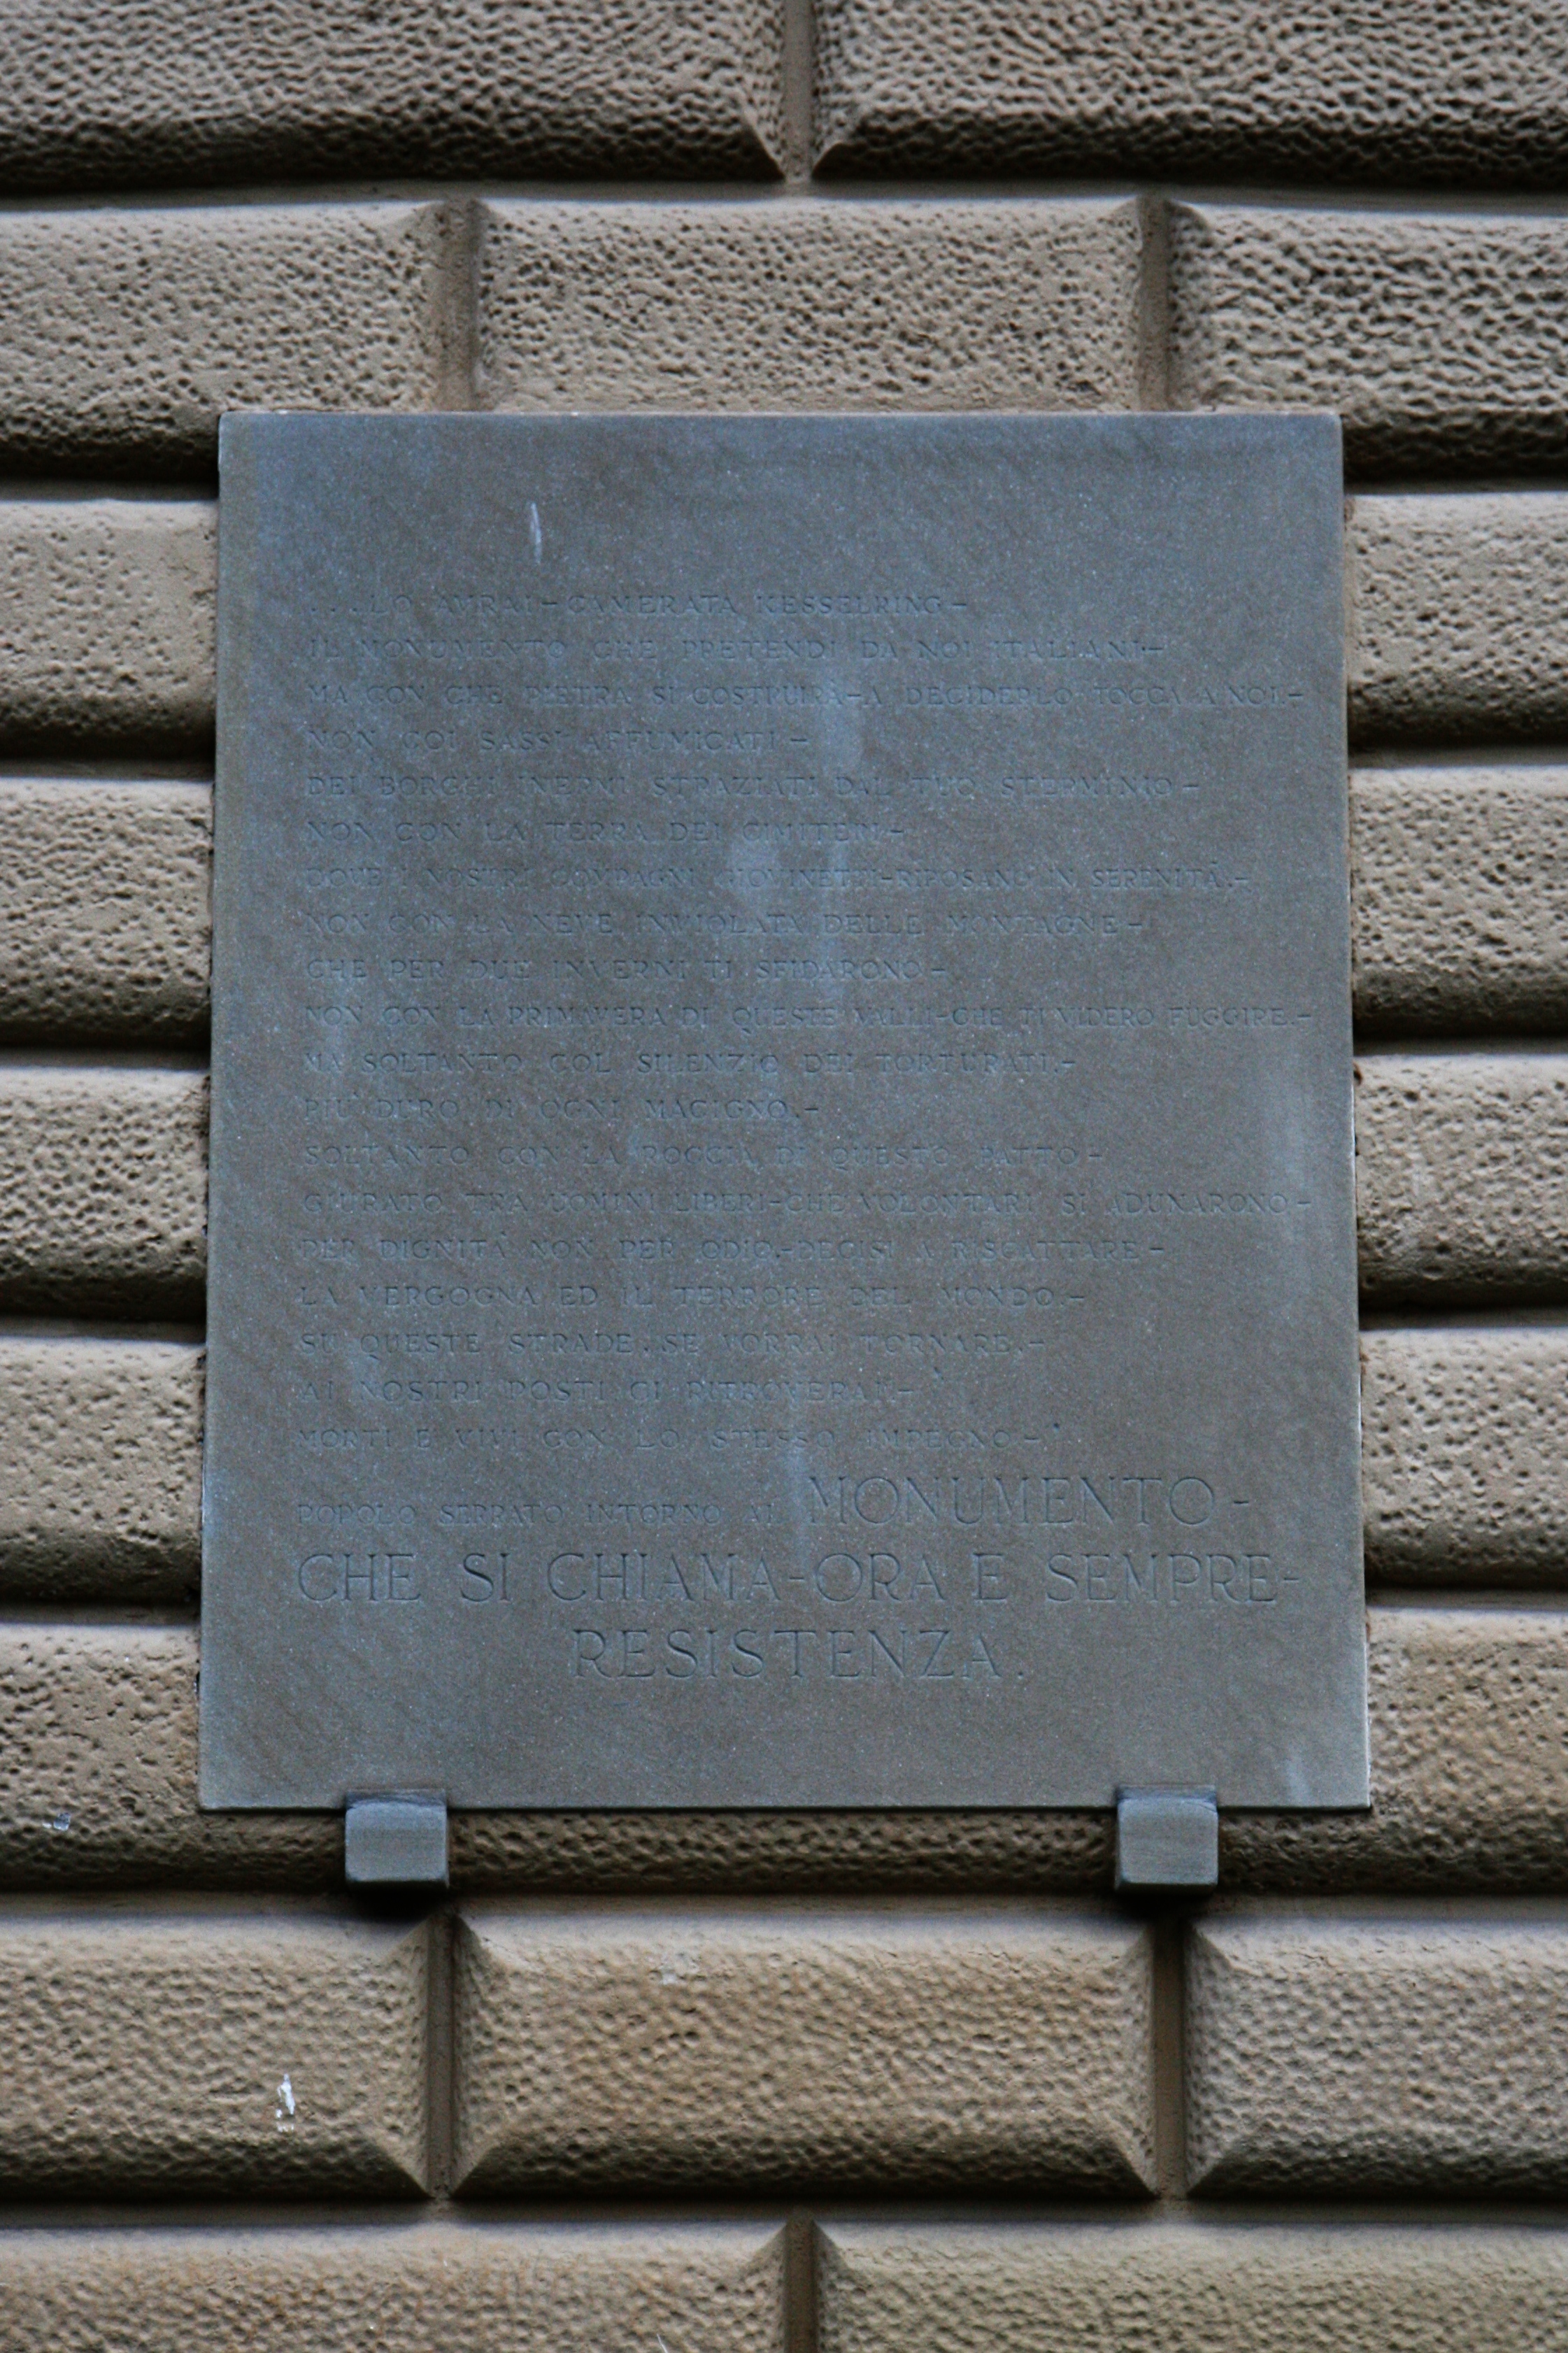 ....LO AVRAI-CAMERATA KESSELRING-
IL MONUMENTO CHE PRETENDI DA NOI ITALIANI-
MA CON CHE PIETRA SI COSTRUIRÀ-A DECIDERLO TOCCA A NOI.-
NON COI SASSI AFFUMICATI-
DEI BORGHI INERMI STRAZIATI DAL TUO STERMINIO-
NON CON LA TERRA DEI CIMITERI-
DOVE I NOSTRI COMPAGNI GIOVINETTI-RIPOSANO IN SERENITÀ.-
NON CON LA NEVE INVIOLATA DELLE MONTAGNE-
CHE PER DUE INVERNI TI SFIDARONO-
NON CON LA PRIMAVERA DI QUESTE VALLI-CHE TI VIDERO FUGGIRE.-
MA SOLTANTO COL SILENZIO DEI TORTURATI.-
PIU' DURO DI OGNI MACIGNO.-
SOLTANTO CON LA ROCCIA DI QUESTO PATTO-
GIURATO TRA UOMINI LIBERI-CHE VOLONTARI SI ADUNARONO-
PER DIGNITÀ NON PER ODIO.-DECISI A RISCATTARE-
LA VERGOGNA ED IL TERRORE DEL MONDO.-
SU QUESTE STRADE.SE VORRAI TORNARE.-
AI NOSTRI POSTI CI RITROVERAI.-
MORTI E VIVI CON LO STESSO IMPEGNO-
POPOLO SERRATO INTORNO AL MONUMENTO-
CHE SI CHIAMA-ORA E SEMPRE-
RESISTENZA.